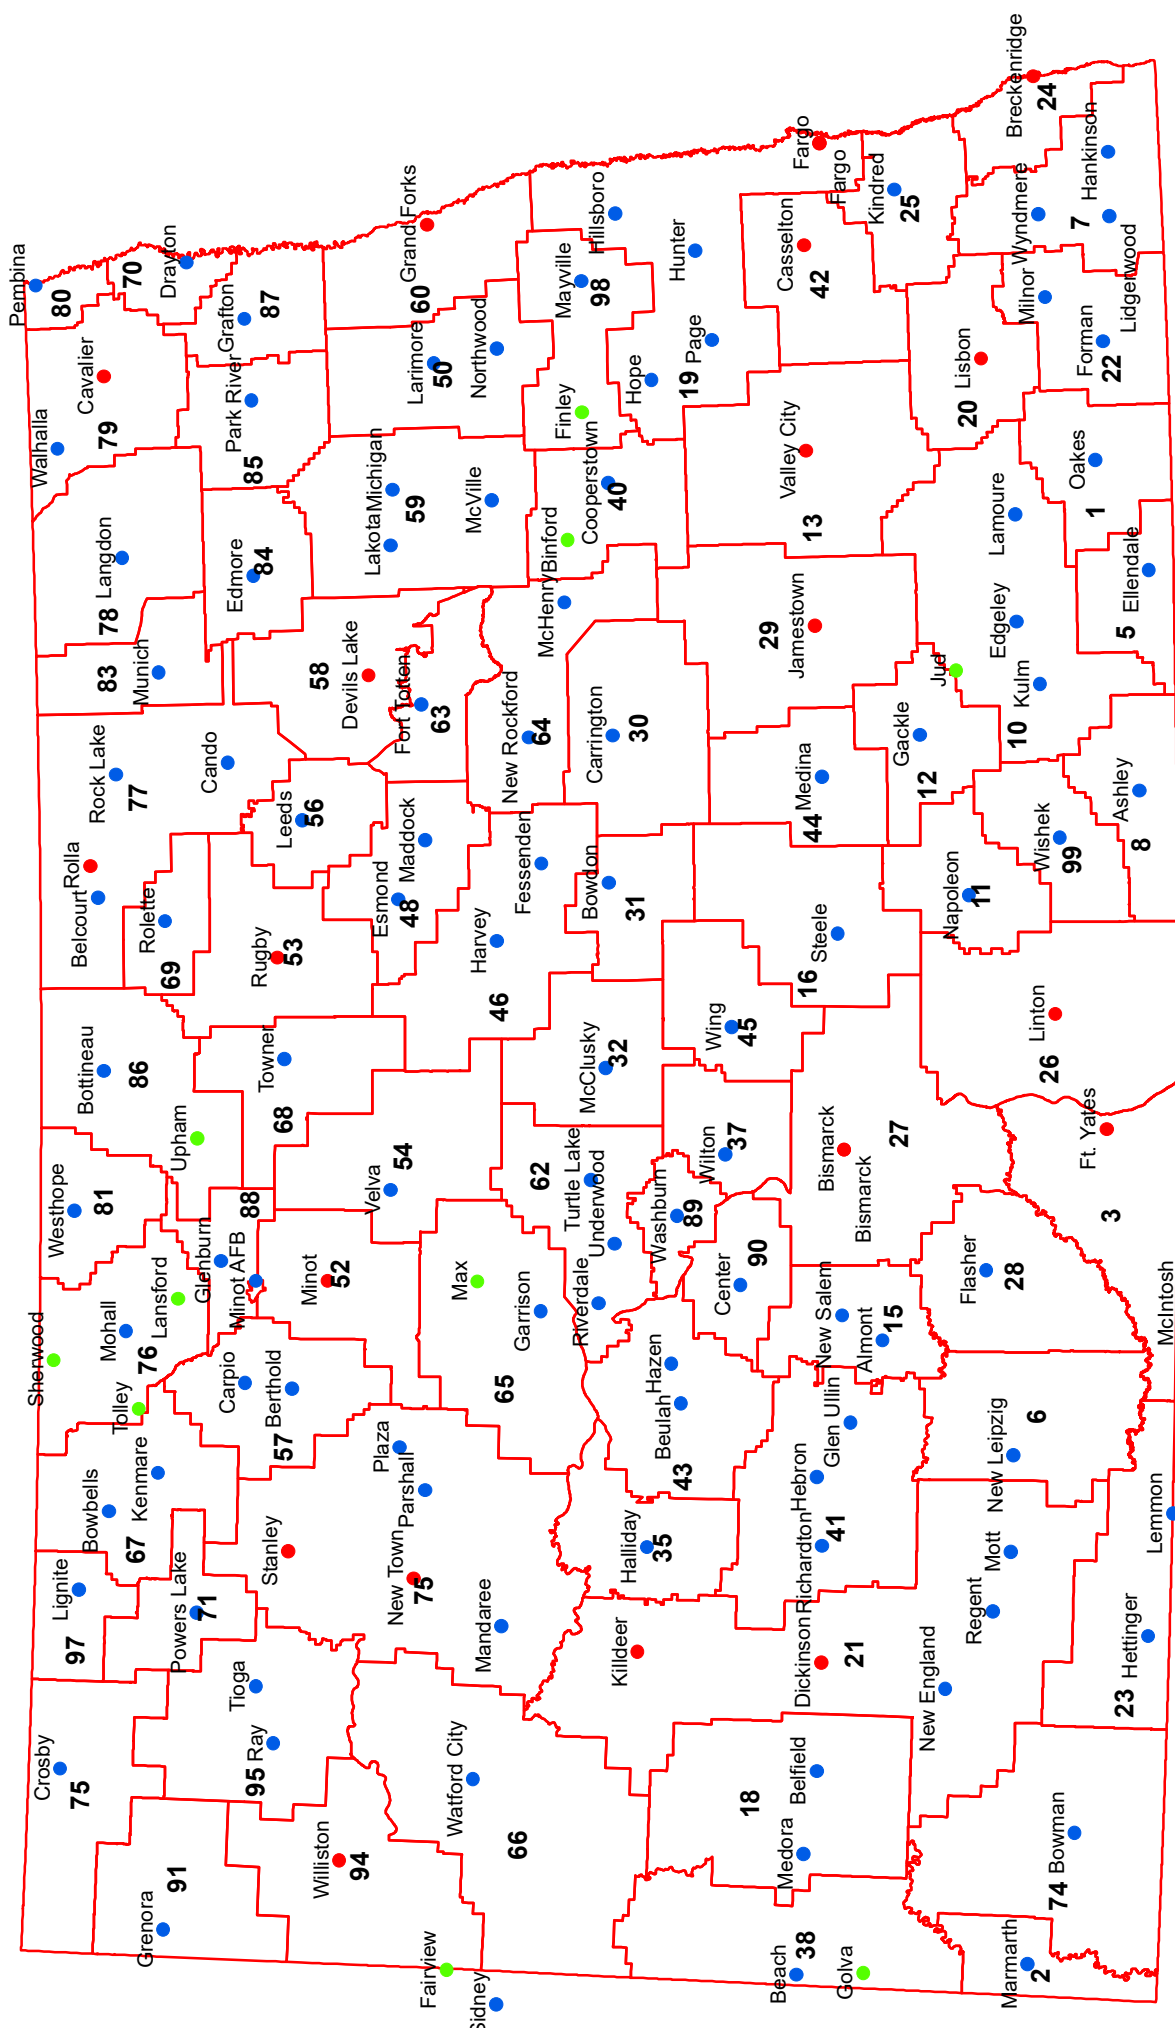 Sherwood
Pembina
Crosby
Lignite
Westhope
Walhalla
75
97
Bowbells
Bottineau
Belcourt
Rolla
Rock Lake
Langdon
Cavalier
80
81
83
78
79
Grenora
67
Kenmare
Tolley
Mohall
86
77
Munich
70
91
Powers Lake
71
76
Lansford
Upham
Rolette
69
Drayton
Tioga
Carpio
Glenburn
Cando
Edmore
84
Park River
85
Grafton
87
95
Ray
Stanley
Berthold
57
Minot AFB
88
Towner
68
Rugby
53
Leeds
56
Williston
94
Minot
52
Devils Lake
58
New Town
75
Plaza
Parshall
Velva
54
Esmond
48
Maddock
Fort Totten
63
Lakota
Michigan
59
Larimore
50
Grand Forks
60
Fairview
Sidney
Watford City
66
Mandaree
Max
65
Garrison
Harvey
46
Fessenden
New Rockford
64
McVille
Northwood
Riverdale
Underwood
Turtle Lake
62
McClusky
32
Bowdon
31
Carrington
30
McHenry
Binford
Cooperstown
40
Finley
Mayville
98
Hillsboro
Killdeer
Halliday
35
Beulah
Hazen
43
Washburn
89
Wilton
37
Wing
45
Hope
19
Page
Hunter
Center
90
Beach
38
Medora
18
Belfield
Dickinson
21
Richardton
41
Hebron
Glen Ullin
New Salem
Almont
15
Bismarck
Bismarck
27
16
Steele
44
Medina
29
Jamestown
13
Valley City
Casselton
42
Fargo
Fargo
Golva
Kindred
25
New England
Flasher
28
Napoleon
11
12
Gackle
Jud
Lisbon
20
Marmarth
2
74
Bowman
Regent
Mott
New Leipzig
6
Linton
26
Wishek
99
10
Kulm
Edgeley
Lamoure
Milnor
Wyndmere
Breckenridge
24
23
Hettinger
Lemmon
McIntosh
3
Ft. Yates
8
Ashley
5
Ellendale
1
Oakes
Forman
22
Lidgerwood
7
Hankinson